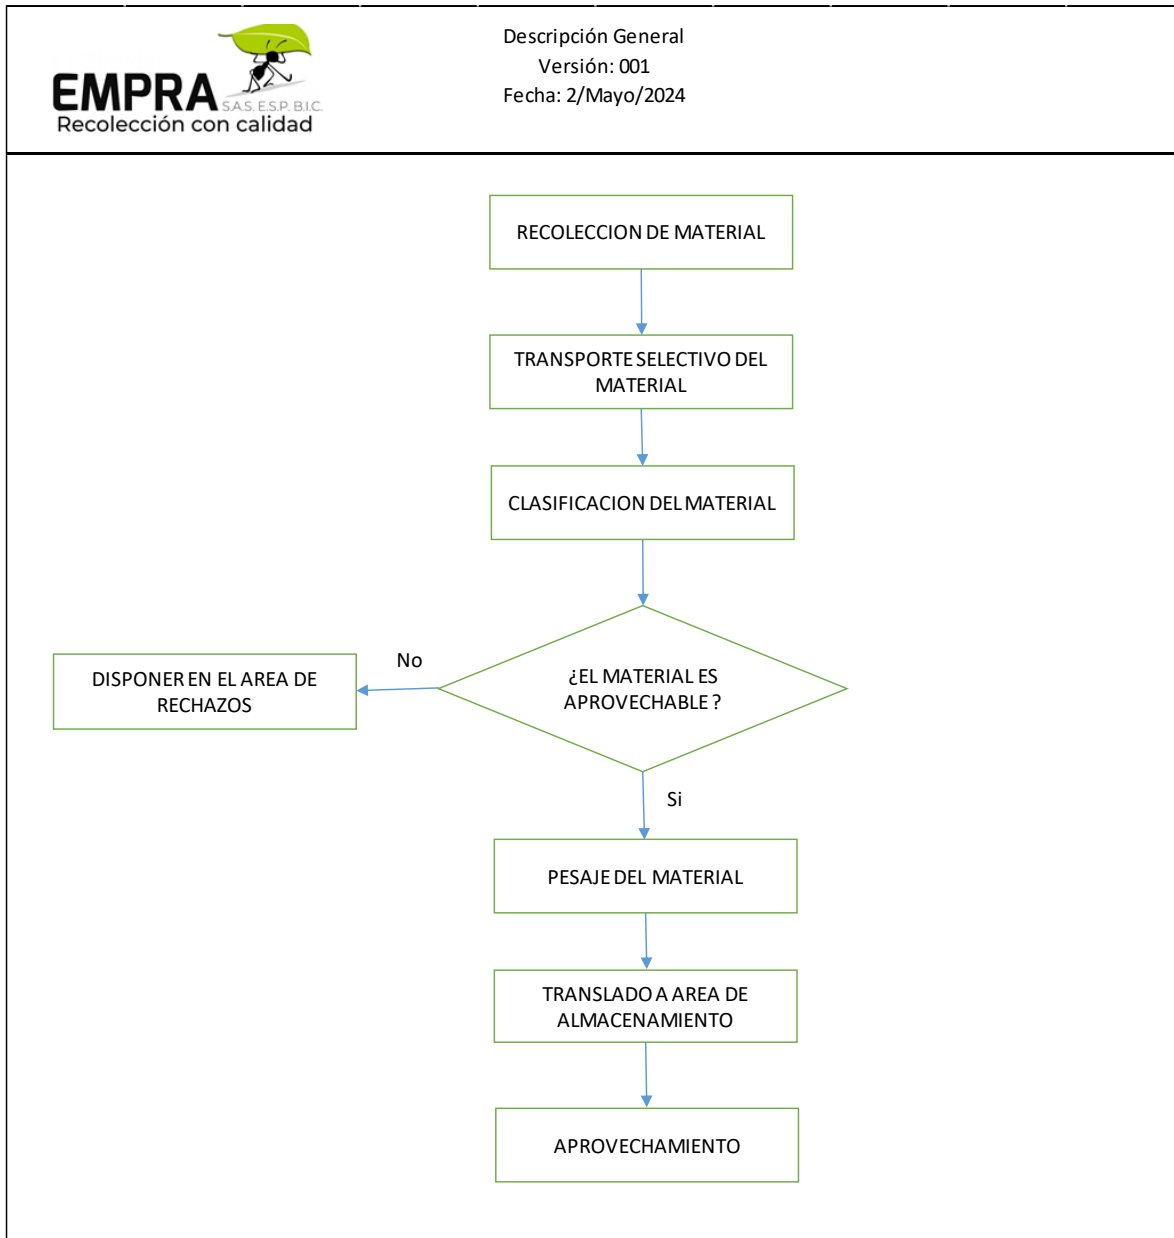 EMPRA
S.A.S. E.S.P. B.I.C.
Recolección con calidad
Descripción General
Versión: 001
Fecha: 2/Mayo/2024
RECOLECCION DE MATERIAL
TRANSPORTE SELECTIVO DEL
MATERIAL
CLASIFICACION DEL MATERIAL
¿EL MATERIAL ES
APROVECHABLE ?
No
DISPONER EN EL AREA DE
RECHAZOS
Si
PESAJE DEL MATERIAL
TRANSLADO A AREA DE
ALMACENAMIENTO
APROVECHAMIENTO